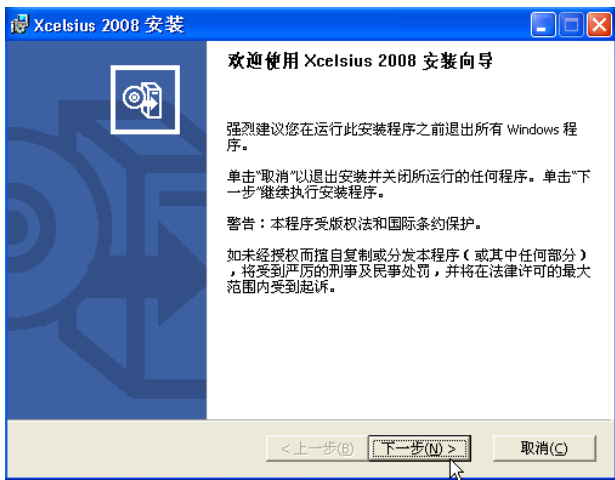 Xcelsius 2008 安装
欢迎使用 Xcelsius 2008 安装向导
强烈建议您在运行此安装程序之前退出所有 Windows 程
序。
单击“取消”以退出安装并关闭所运行的任何程序。单击“下
一步”继续执行安装程序。
警告：本程序受版权法和国际条约保护。
如未经授权而擅自复制或分发本程序（或其中任何部分）
，将受到严厉的刑事及民事处罚，并将在法律许可的最大
范围内受到起诉。
<上一步(B) 下一步(N) > 取消(C)